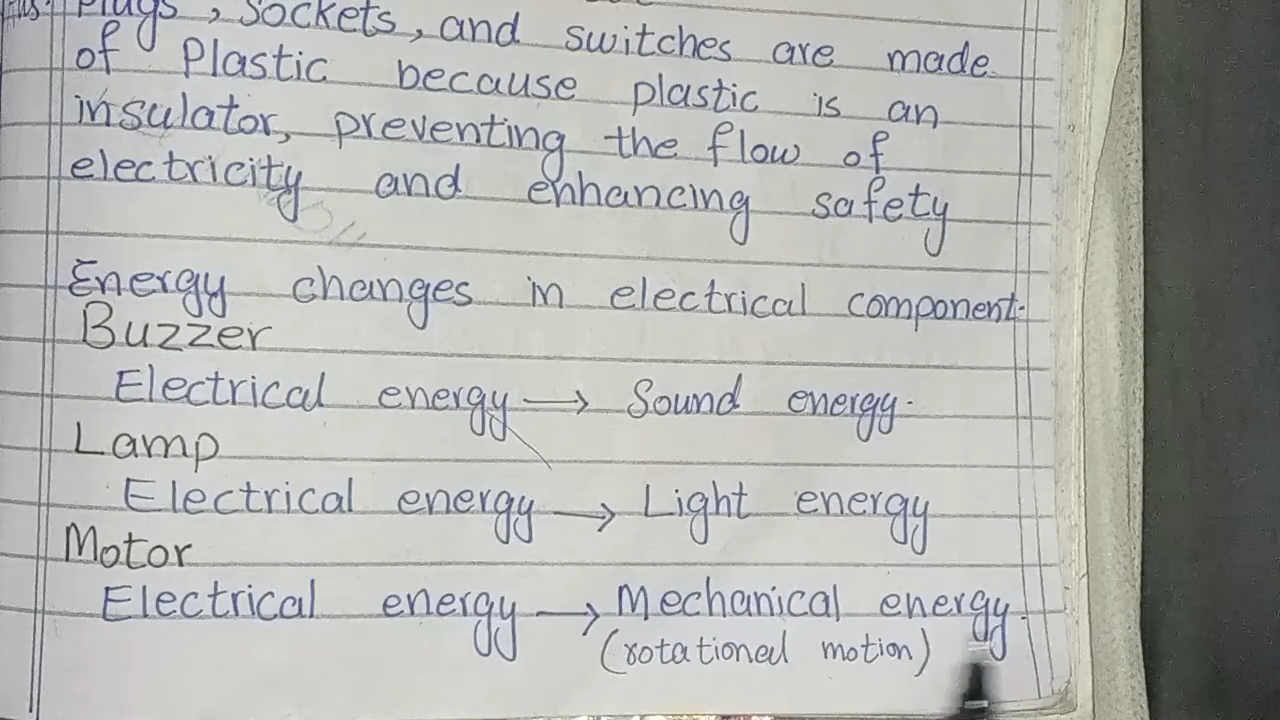 Ans. Plugs, sockets, and switches are made
of Plastic because plastic is an
insulator, preventing the flow of
electricity and enhancing safety
Energy changes in electrical component.
Buzzer
Electrical energy → Sound energy.
Lamp
Electrical energy → Light energy
Motor
Electrical energy → Mechanical energy.
(rotationed motion)